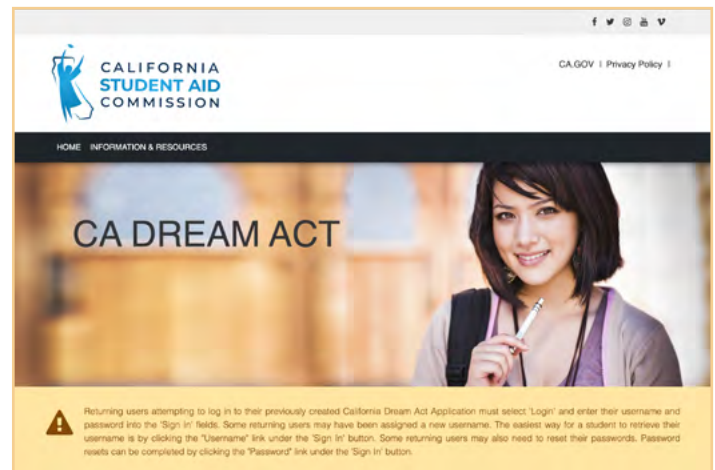 CALIFORNIA
STUDENT AID
COMMISSION
CA.GOV | Privacy Policy |
HOME INFORMATION & RESOURCES
CA DREAM ACT
Returning users attempting to log in to their previously created California Dream Act Application must select 'Login' and enter their username and
password into the 'Sign In' fields. Some returning users may have been assigned a new username. The easiest way for a student to retrieve their
username is by clicking the "Username" link under the 'Sign In' button. Some returning users may also need to reset their passwords. Password
resets can be completed by clicking the "Password" link under the 'Sign In' button.